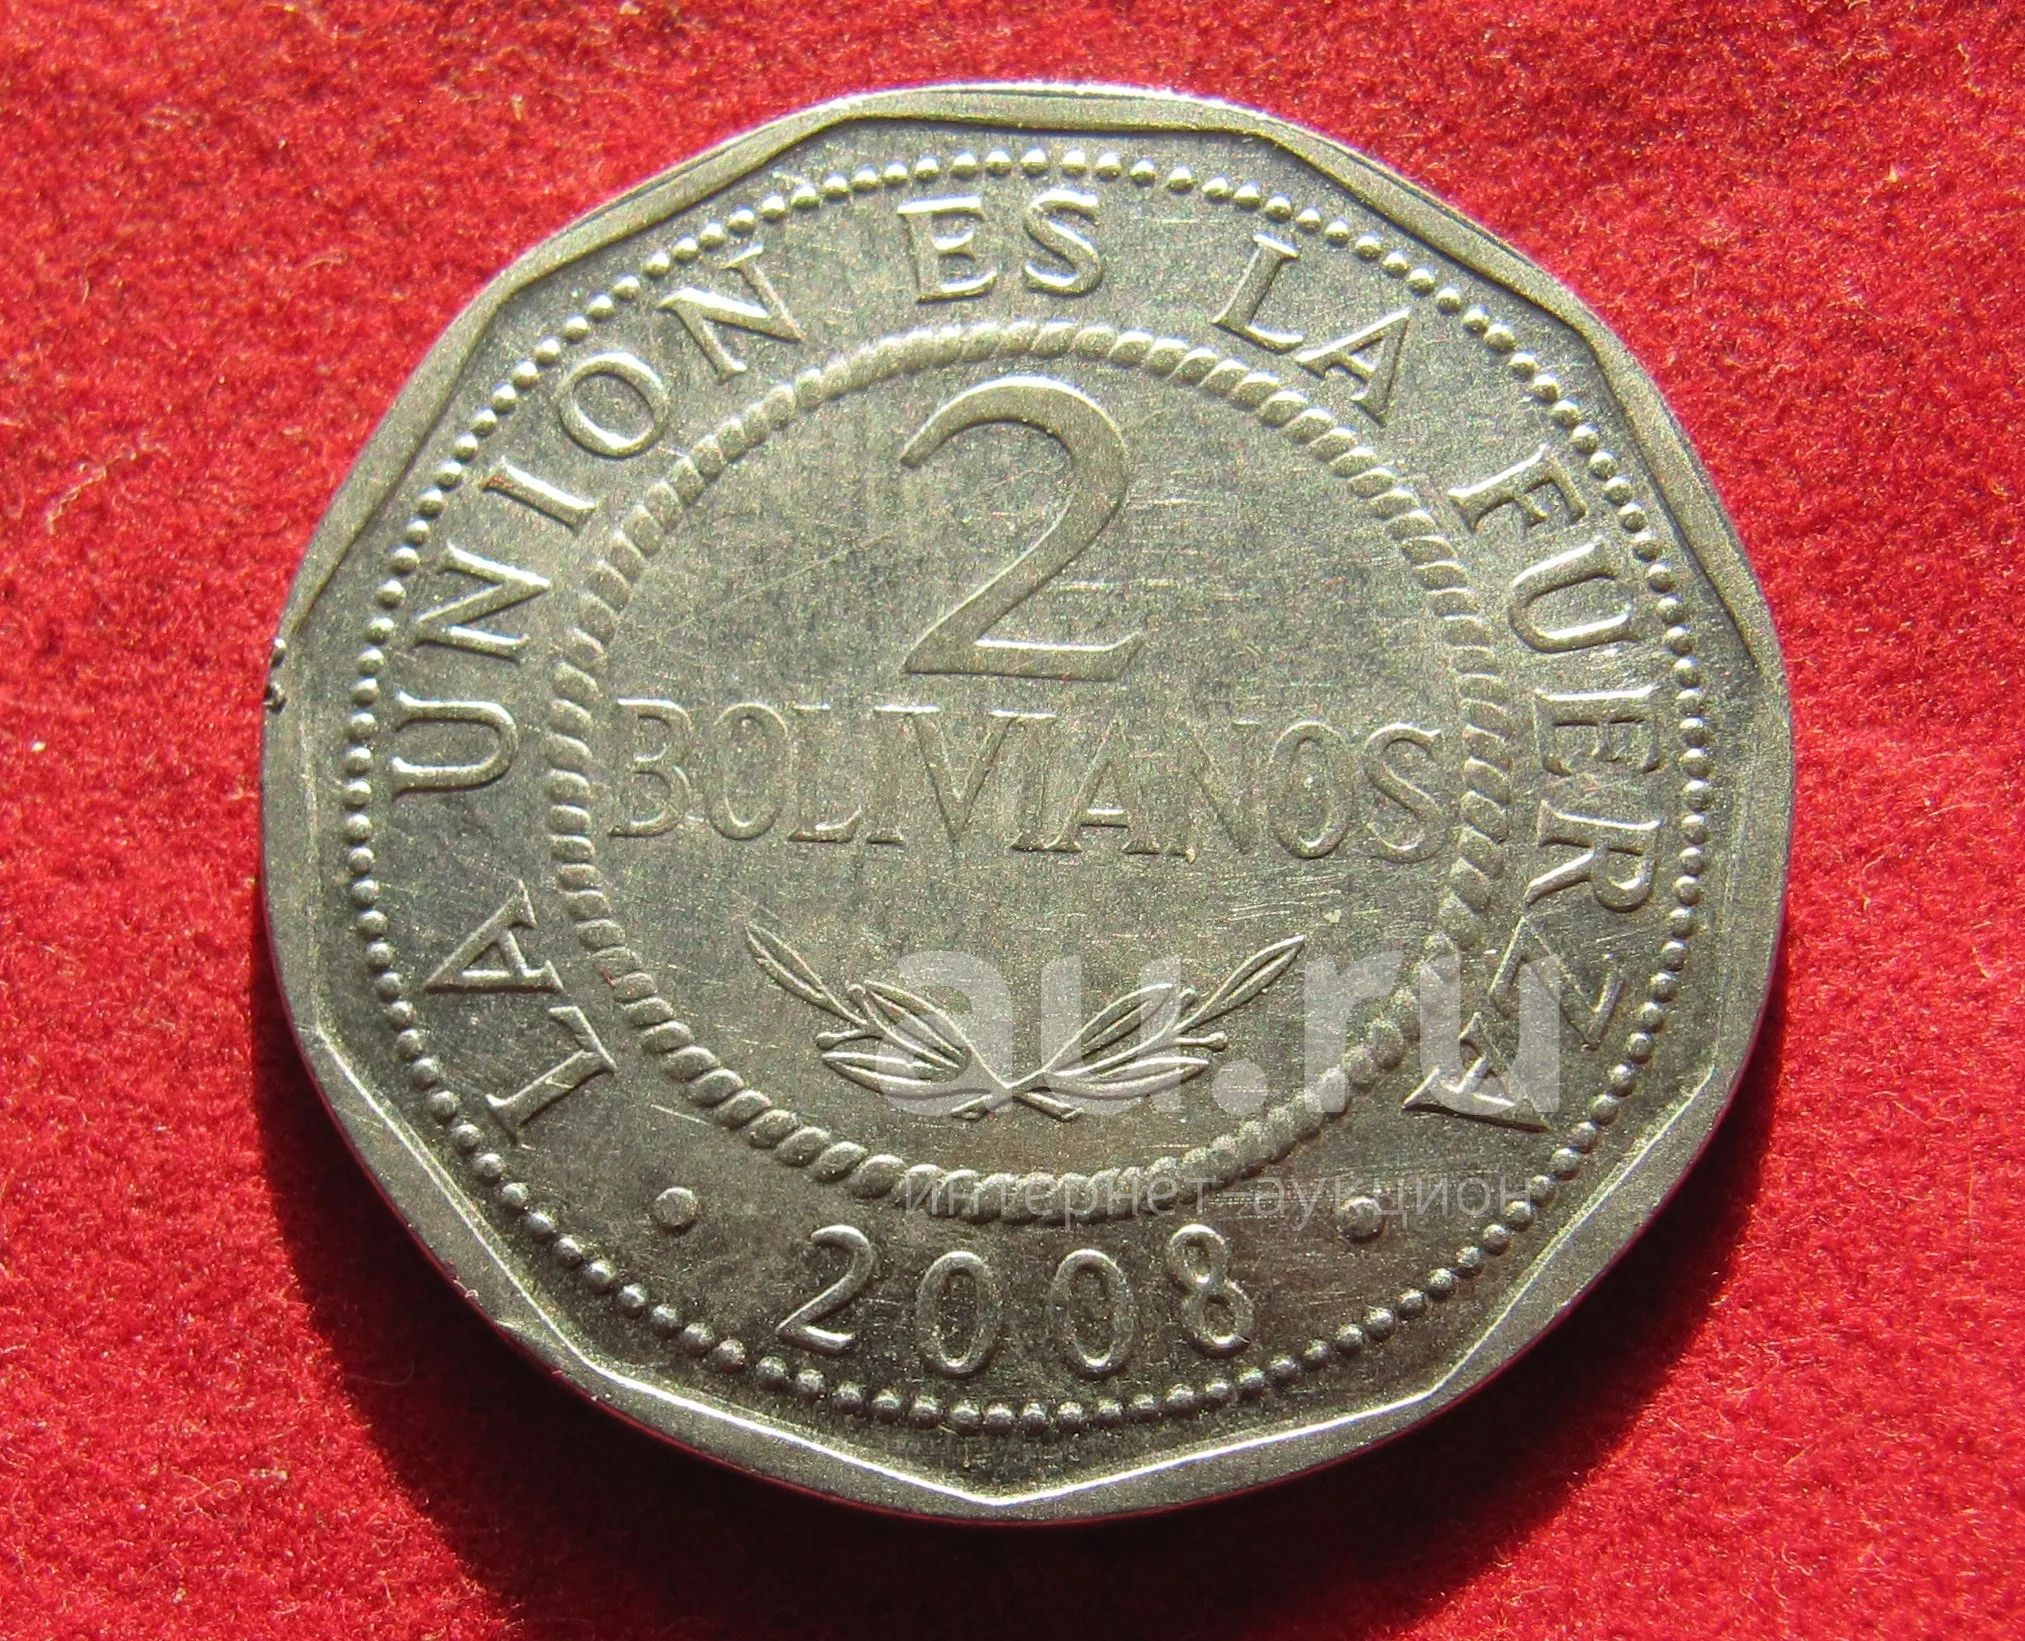 LA UNION ES LA FUERZA
2
BOLIVIANOS
au.ru
интернет-аукцион
• 2008 •